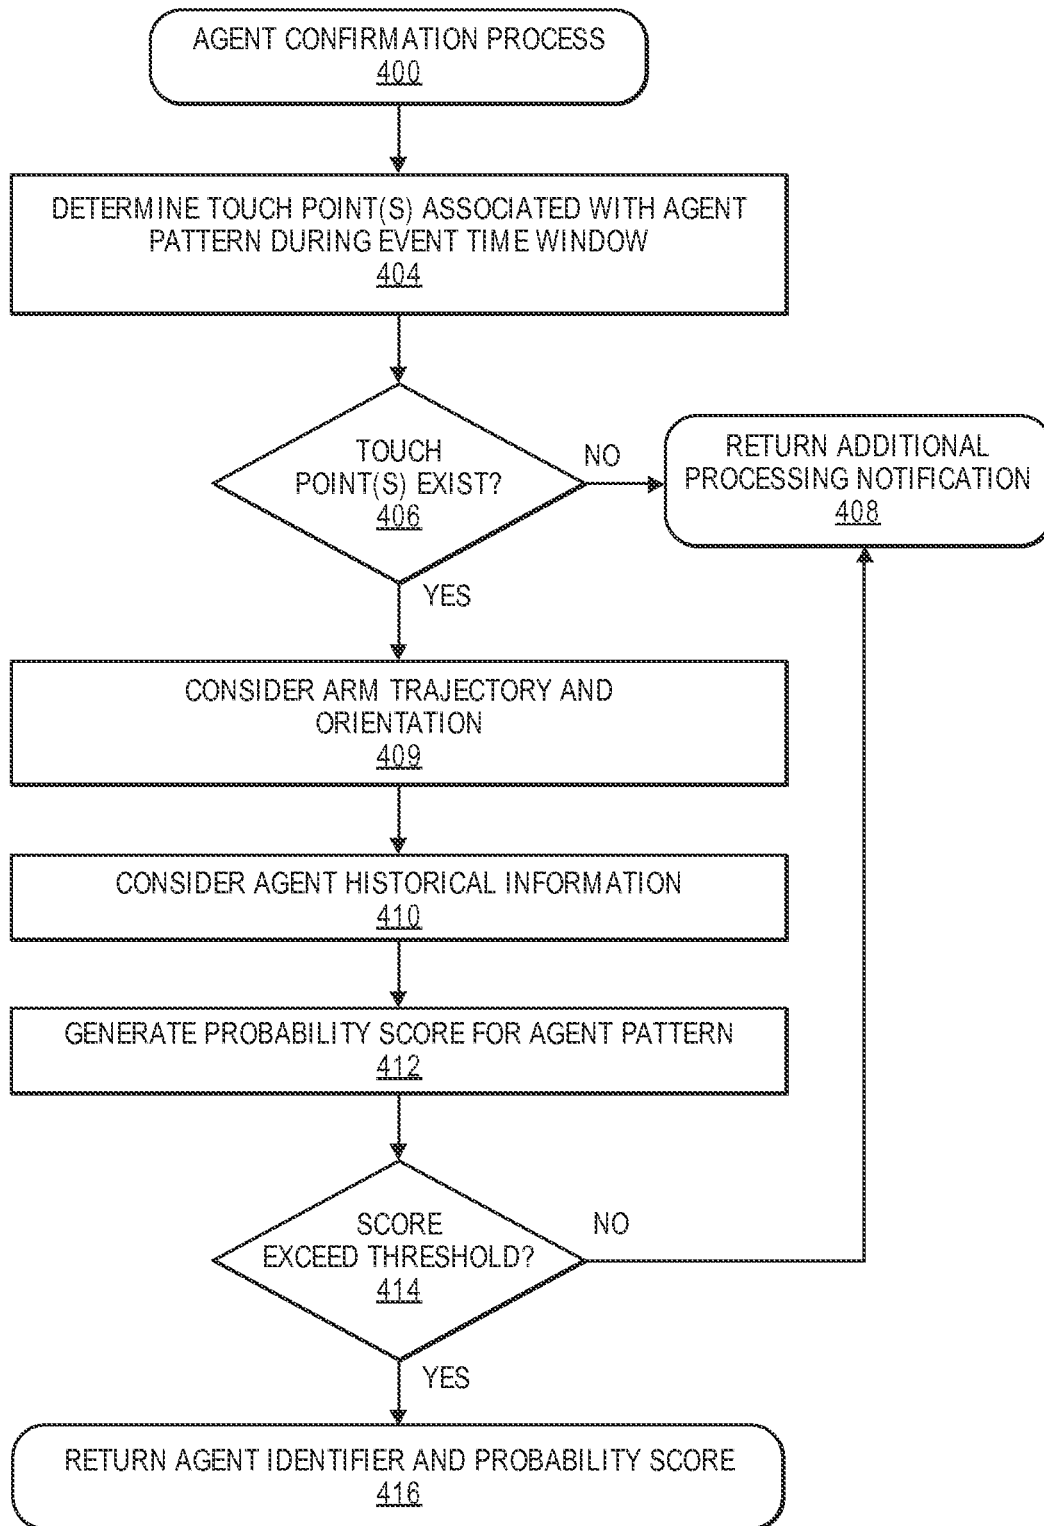 AGENT CONFIRMATION PROCESS
400
DETERMINE TOUCH POINT(S) ASSOCIATED WITH AGENT
PATTERN DURING EVENT TIME WINDOW
404
TOUCH
POINT(S) EXIST?
406
NO
RETURN ADDITIONAL
PROCESSING NOTIFICATION
408
YES
CONSIDER ARM TRAJECTORY AND
ORIENTATION
409
CONSIDER AGENT HISTORICAL INFORMATION
410
GENERATE PROBABILITY SCORE FOR AGENT PATTERN
412
SCORE
EXCEED THRESHOLD?
414
NO
YES
RETURN AGENT IDENTIFIER AND PROBABILITY SCORE
416